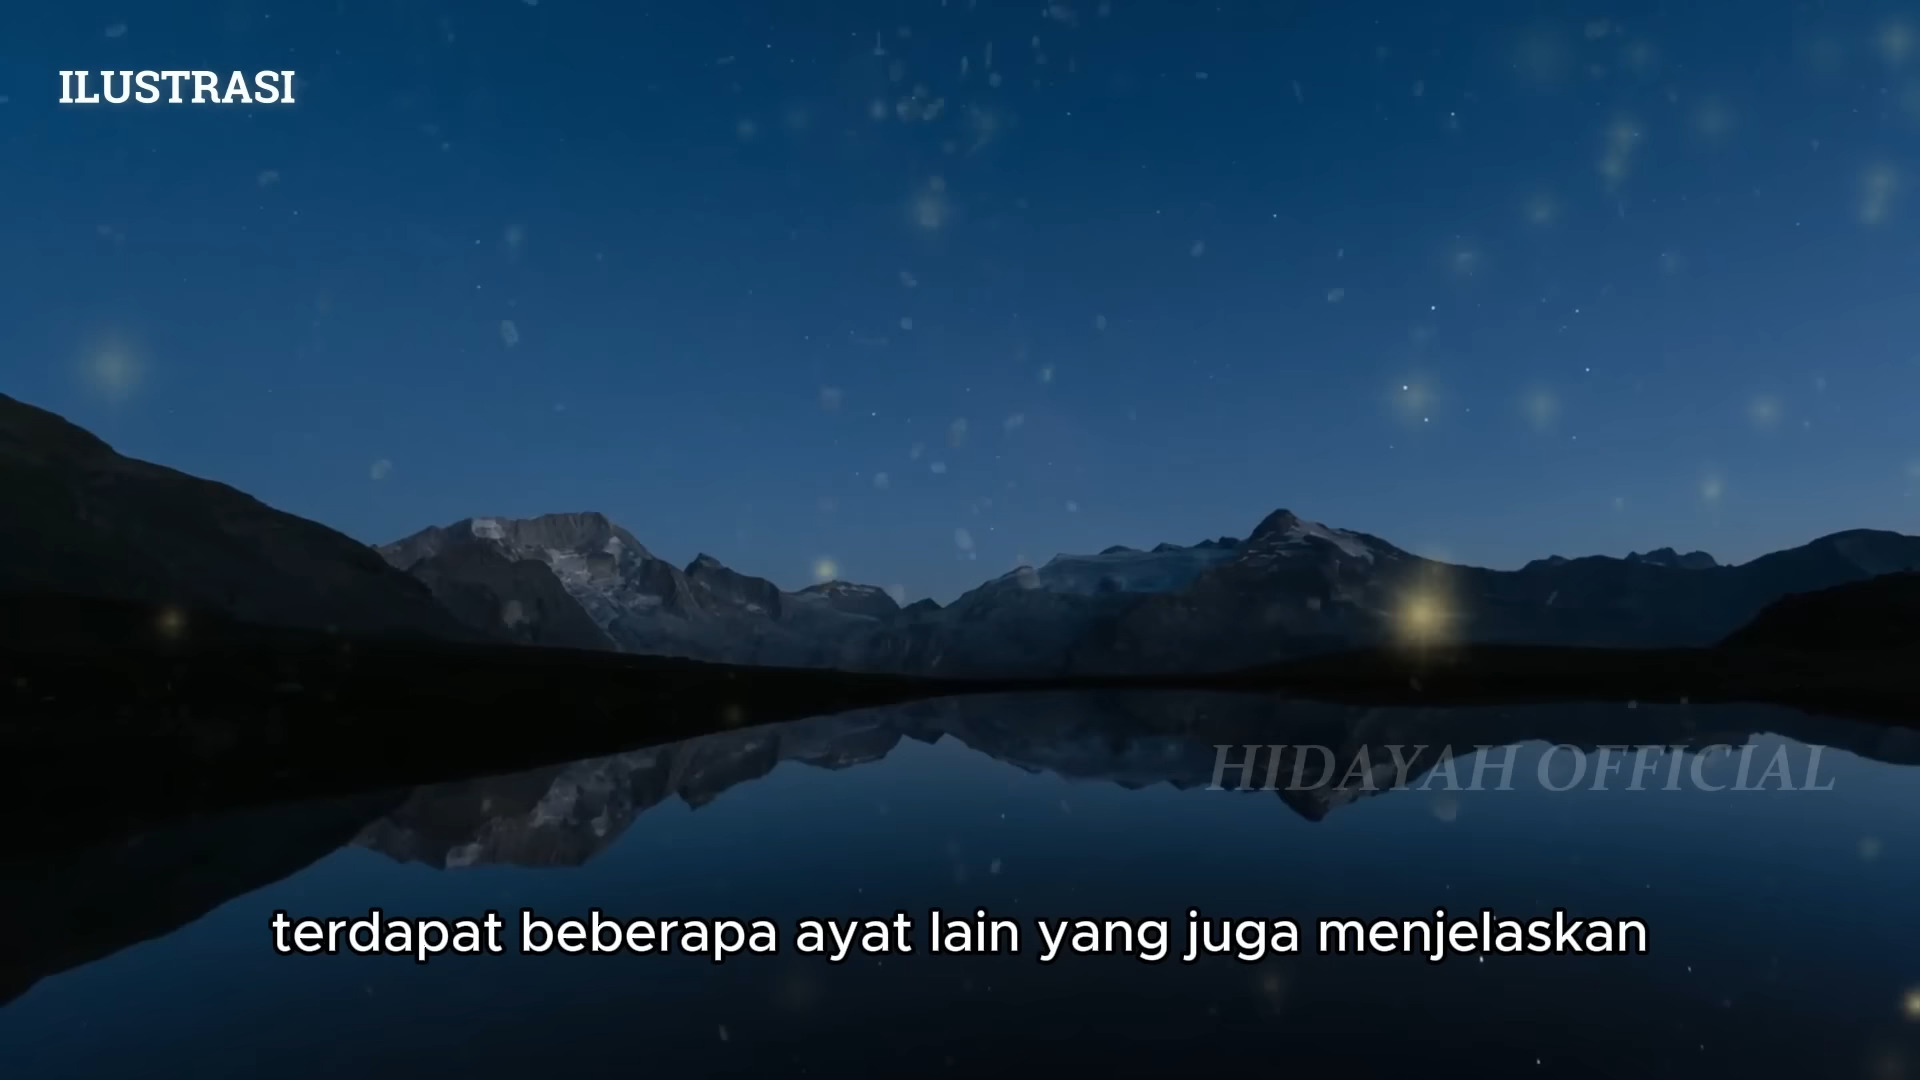 ILUSTRASI
HIDAYAH OFFICIAL
terdapat beberapa ayat lain yang juga menjelaskan